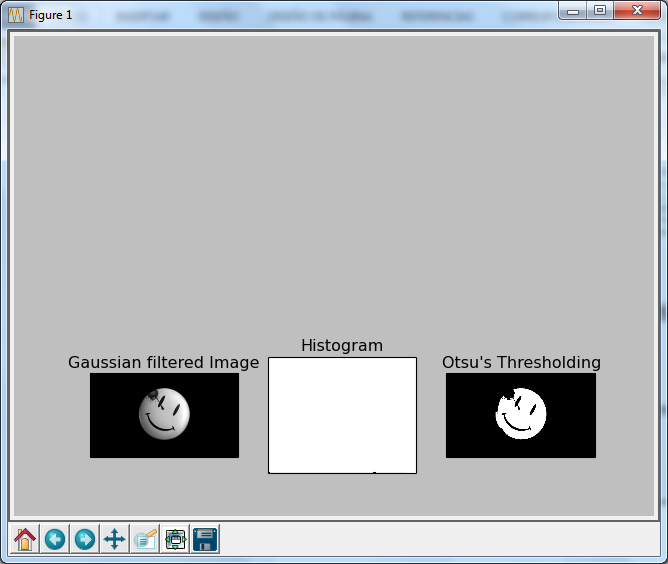 Figure 1
Histogram
Gaussian filtered Image
Otsu's Thresholding